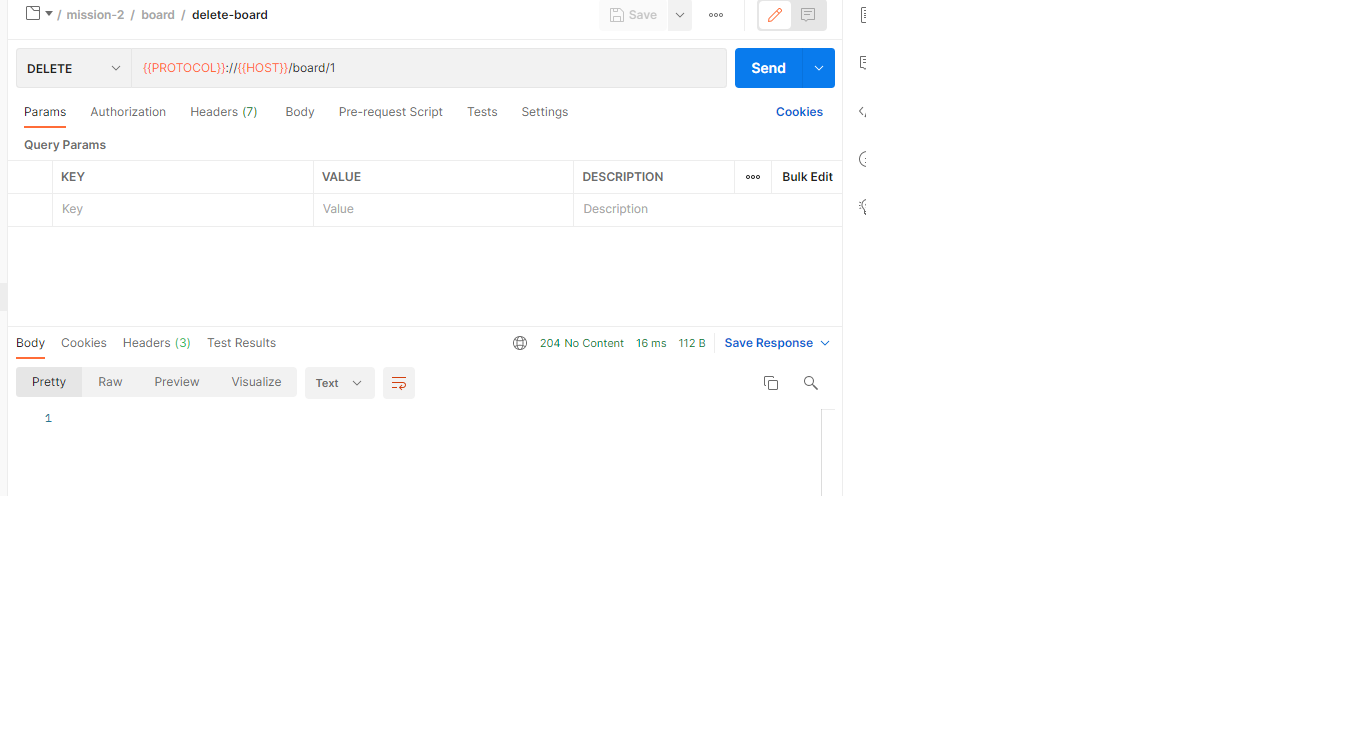 / mission-2 / board / delete-board Save
DELETE {{PROTOCOL}}://{{HOST}}/board/1 Send
Params Authorization Headers (7) Body Pre-request Script Tests Settings Cookies
Query Params
KEY VALUE DESCRIPTION Bulk Edit
Key Value Description
Body Cookies Headers (3) Test Results 204 No Content 16 ms 112 B Save Response
Pretty Raw Preview Visualize Text
1